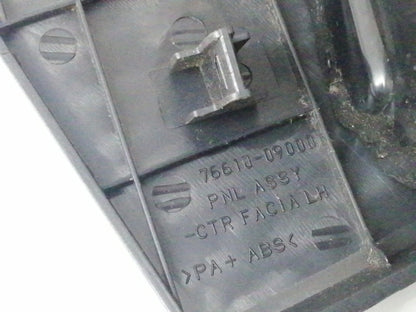 76610-09000
PNL ASSY
-CTR FACIA LH
>PA+ ABS<